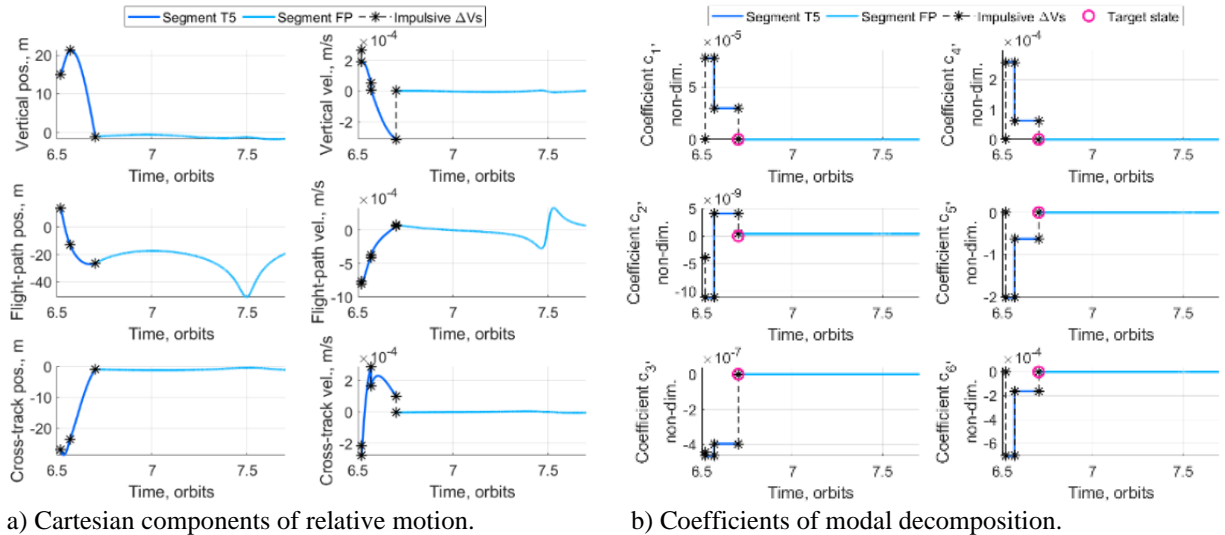 Segment T5 Segment FP Impulsive ΔVs
Segment T5 Segment FP Impulsive ΔVs Target state
Vertical pos., m
20
10
0
6.5 7 7.5
Time, orbits
Vertical vel., m/s
×10⁻⁴
2
0
-2
6.5 7 7.5
Time, orbits
Flight-path pos., m
0
-20
-40
6.5 7 7.5
Time, orbits
Flight-path vel., m/s
×10⁻⁴
0
-5
-10
6.5 7 7.5
Time, orbits
Cross-track pos., m
0
-10
-20
6.5 7 7.5
Time, orbits
Cross-track vel., m/s
×10⁻⁴
2
0
-2
6.5 7 7.5
Time, orbits
a) Cartesian components of relative motion.
Coefficient c₁,
non-dim.
×10⁻⁵
5
0
6.5 7 7.5
Time, orbits
Coefficient c₄,
non-dim.
×10⁻⁴
2
1
0
6.5 7 7.5
Time, orbits
Coefficient c₂,
non-dim.
×10⁻⁹
5
0
-5
-10
6.5 7 7.5
Time, orbits
Coefficient c₅,
non-dim.
0
-1
-2
6.5 7 7.5
Time, orbits
Coefficient c₃,
non-dim.
×10⁻⁷
0
-2
-4
6.5 7 7.5
Time, orbits
Coefficient c₆,
non-dim.
×10⁻⁴
0
-2
-4
-6
6.5 7 7.5
Time, orbits
b) Coefficients of modal decomposition.